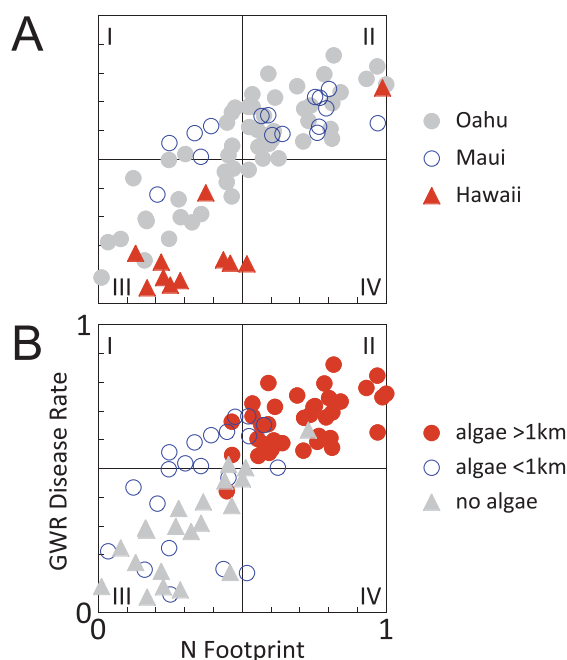 A
I II
Oahu
Maui
Hawaii
III IV
B
1
I II
GWR Disease Rate
algae >1km
algae <1km
no algae
III IV
0
0 1
N Footprint